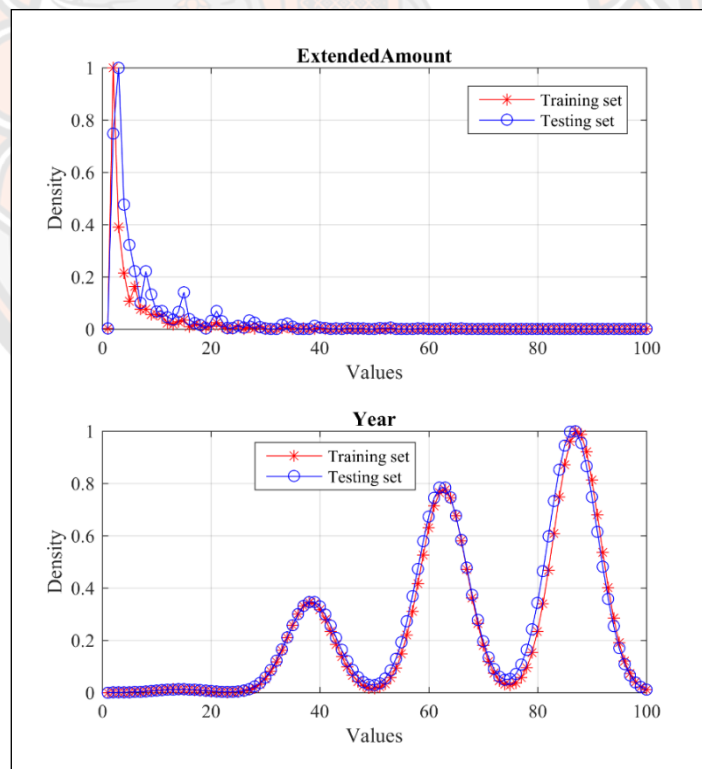 ExtendedAmount
1
0.8
0.6
0.4
0.2
0
Density
Training set
Testing set
0 20 40 60 80 100
Values
Year
1
0.8
0.6
0.4
0.2
0
Density
Training set
Testing set
0 20 40 60 80 100
Values